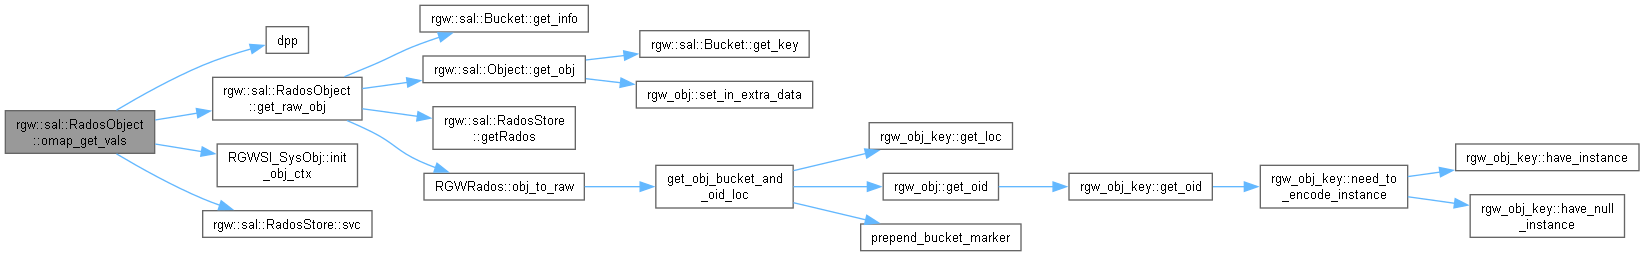 rgw::sal::RadosObject
::omap_get_vals
dpp
rgw::sal::RadosObject
::get_raw_obj
RGWSI_SysObj::init
_obj_ctx
rgw::sal::RadosStore::svc
rgw::sal::Bucket::get_info
rgw::sal::Object::get_obj
rgw::sal::RadosStore
::getRados
RGWRados::obj_to_raw
rgw::sal::Bucket::get_key
rgw_obj::set_in_extra_data
get_obj_bucket_and
_oid_loc
rgw_obj_key::get_loc
rgw_obj::get_oid
prepend_bucket_marker
rgw_obj_key::get_oid
rgw_obj_key::need_to
_encode_instance
rgw_obj_key::have_instance
rgw_obj_key::have_null
_instance